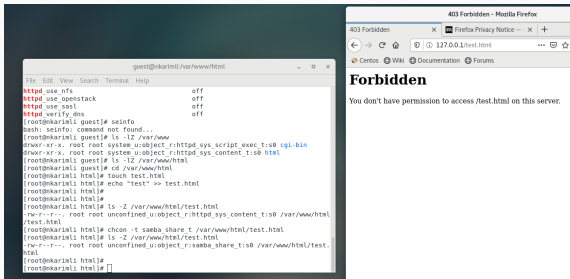 guest@nkarimli:/var/www/html
File Edit View Search Terminal Help
httpd_use_nfs off
httpd_use_openstack off
httpd_use_sasl off
httpd_verify_dns off
[root@nkarimli guest]# seinfo
bash: seinfo: command not found...
[root@nkarimli guest]# ls -lZ /var/www
drwxr-xr-x. root root system_u:object_r:httpd_sys_script_exec_t:s0 cgi-bin
drwxr-xr-x. root root system_u:object_r:httpd_sys_content_t:s0 html
[root@nkarimli guest]# ls -lZ /var/www/html
[root@nkarimli guest]# cd /var/www/html
[root@nkarimli html]# touch test.html
[root@nkarimli html]# echo "test" >> test.html
[root@nkarimli html]#
[root@nkarimli html]#
[root@nkarimli html]# ls -Z /var/www/html/test.html
-rw-r--r--. root root unconfined_u:object_r:httpd_sys_content_t:s0 /var/www/html
/test.html
[root@nkarimli html]# chcon -t samba_share_t /var/www/html/test.html
[root@nkarimli html]# ls -Z /var/www/html/test.html
-rw-r--r--. root root unconfined_u:object_r:samba_share_t:s0 /var/www/html/test.
html
[root@nkarimli html]#
[root@nkarimli html]#
403 Forbidden - Mozilla Firefox
403 Forbidden Firefox Privacy Notice
127.0.0.1/test.html
Centos Wiki Documentation Forums
Forbidden
You don't have permission to access /test.html on this server.